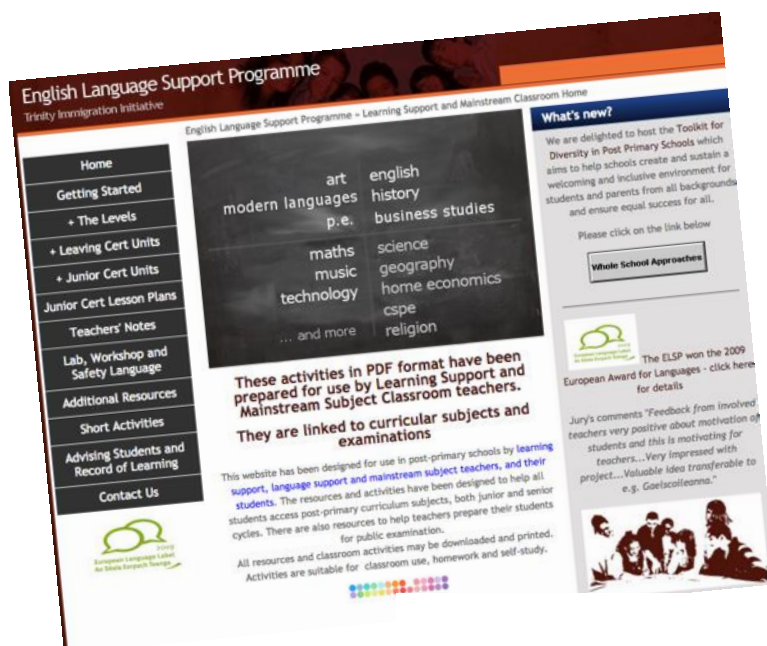 English Language Support Programme
Trinity Immigration Initiative
English Language Support Programme » Learning Support and Mainstream Classroom Home
Home
Getting Started
+ The Levels
+ Leaving Cert Units
+ Junior Cert Units
Junior Cert Lesson Plans
Teachers' Notes
Lab, Workshop and
Safety Language
Additional Resources
Short Activities
Advising Students and
Record of Learning
Contact Us
2009
European Language Label
An Séala Eorpach Teanga
art english
modern languages history
p.e. business studies
maths science
music geography
technology home economics
cspe
... and more religion
These activities in PDF format have been
prepared for use by Learning Support and
Mainstream Subject Classroom teachers.
They are linked to curricular subjects and
examinations
This website has been designed for use in post-primary schools by learning
support, language support and mainstream subject teachers, and their
students. The resources and activities have been designed to help all
students access post-primary curriculum subjects, both junior and senior
cycles. There are also resources to help teachers prepare their students
for public examination.
All resources and classroom activities may be downloaded and printed.
Activities are suitable for classroom use, homework and self-study.
What's new?
We are delighted to host the Toolkit for
Diversity in Post Primary Schools which
aims to help schools create and sustain a
welcoming and inclusive environment for
students and parents from all backgrounds
and ensure equal success for all.
Please click on the link below
Whole School Approaches
The ELSP won the 2009
European Award for Languages - click here
for details
Jury's comments "Feedback from involved
teachers very positive about motivation of
students and this is motivating for
teachers...Very impressed with
project...Valuable idea transferable to
e.g. Gaelscoileanna."